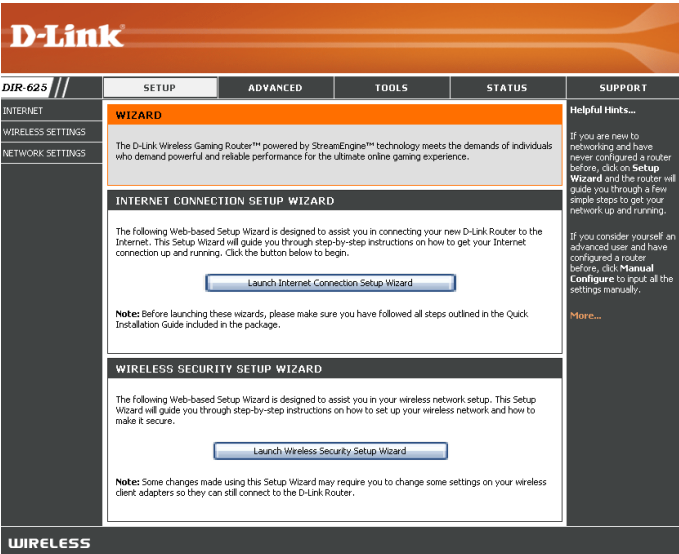 D-Link
DIR-625
SETUP
ADVANCED
TOOLS
STATUS
SUPPORT
INTERNET
WIRELESS SETTINGS
NETWORK SETTINGS
WIZARD
The D-Link Wireless Gaming Router™ powered by StreamEngine™ technology meets the demands of individuals
who demand powerful and reliable performance for the ultimate online gaming experience.
INTERNET CONNECTION SETUP WIZARD
The following Web-based Setup Wizard is designed to assist you in connecting your new D-Link Router to the
Internet. This Setup Wizard will guide you through step-by-step instructions on how to get your Internet
connection up and running. Click the button below to begin.
Launch Internet Connection Setup Wizard
Note: Before launching these wizards, please make sure you have followed all steps outlined in the Quick
Installation Guide included in the package.
WIRELESS SECURITY SETUP WIZARD
The following Web-based Setup Wizard is designed to assist you in your wireless network setup. This Setup
Wizard will guide you through step-by-step instructions on how to set up your wireless network and how to
make it secure.
Launch Wireless Security Setup Wizard
Note: Some changes made using this Setup Wizard may require you to change some settings on your wireless
client adapters so they can still connect to the D-Link Router.
Helpful Hints...
If you are new to
networking and have
never configured a router
before, click on Setup
Wizard and the router will
guide you through a few
simple steps to get your
network up and running.
If you consider yourself an
advanced user and have
configured a router
before, click Manual
Configure to input all the
settings manually.
More...
WIRELESS